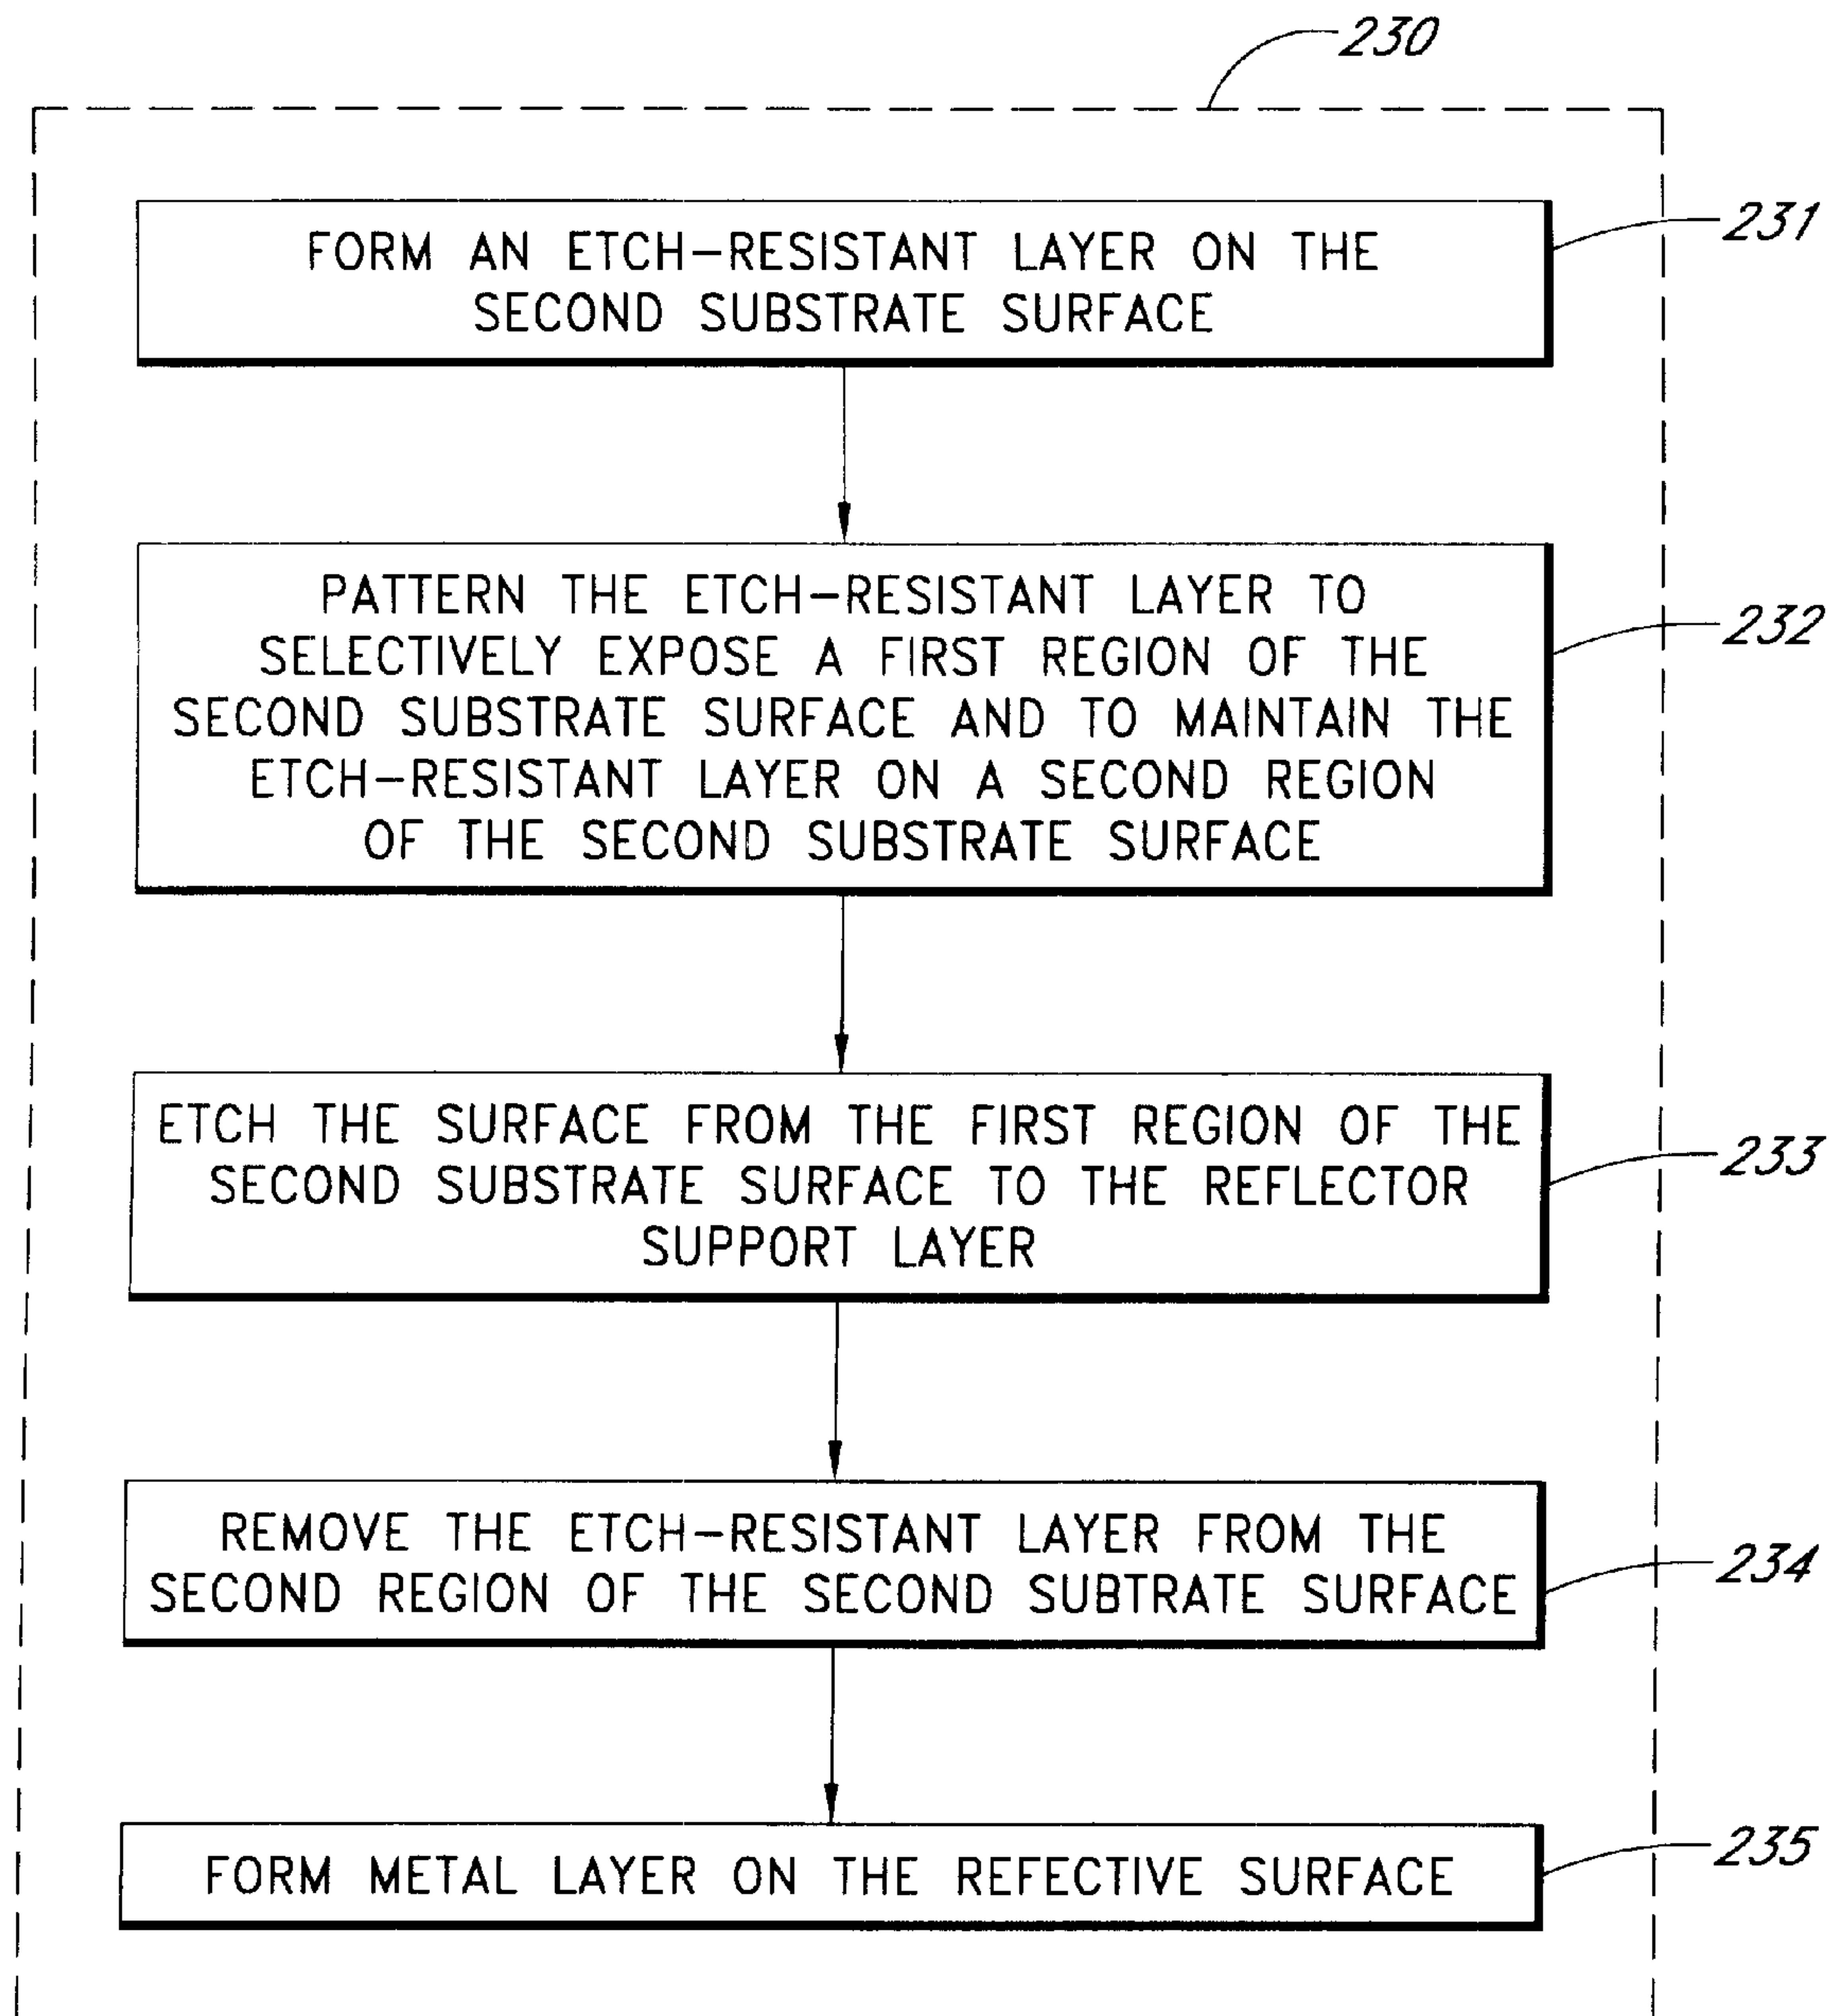 230
FORM AN ETCH-RESISTANT LAYER ON THE
SECOND SUBSTRATE SURFACE
231
PATTERN THE ETCH-RESISTANT LAYER TO
SELECTIVELY EXPOSE A FIRST REGION OF THE
SECOND SUBSTRATE SURFACE AND TO MAINTAIN THE
ETCH-RESISTANT LAYER ON A SECOND REGION
OF THE SECOND SUBSTRATE SURFACE
232
ETCH THE SURFACE FROM THE FIRST REGION OF THE
SECOND SUBSTRATE SURFACE TO THE REFLECTOR
SUPPORT LAYER
233
REMOVE THE ETCH-RESISTANT LAYER FROM THE
SECOND REGION OF THE SECOND SUBTRATE SURFACE
234
FORM METAL LAYER ON THE REFECTIVE SURFACE
235